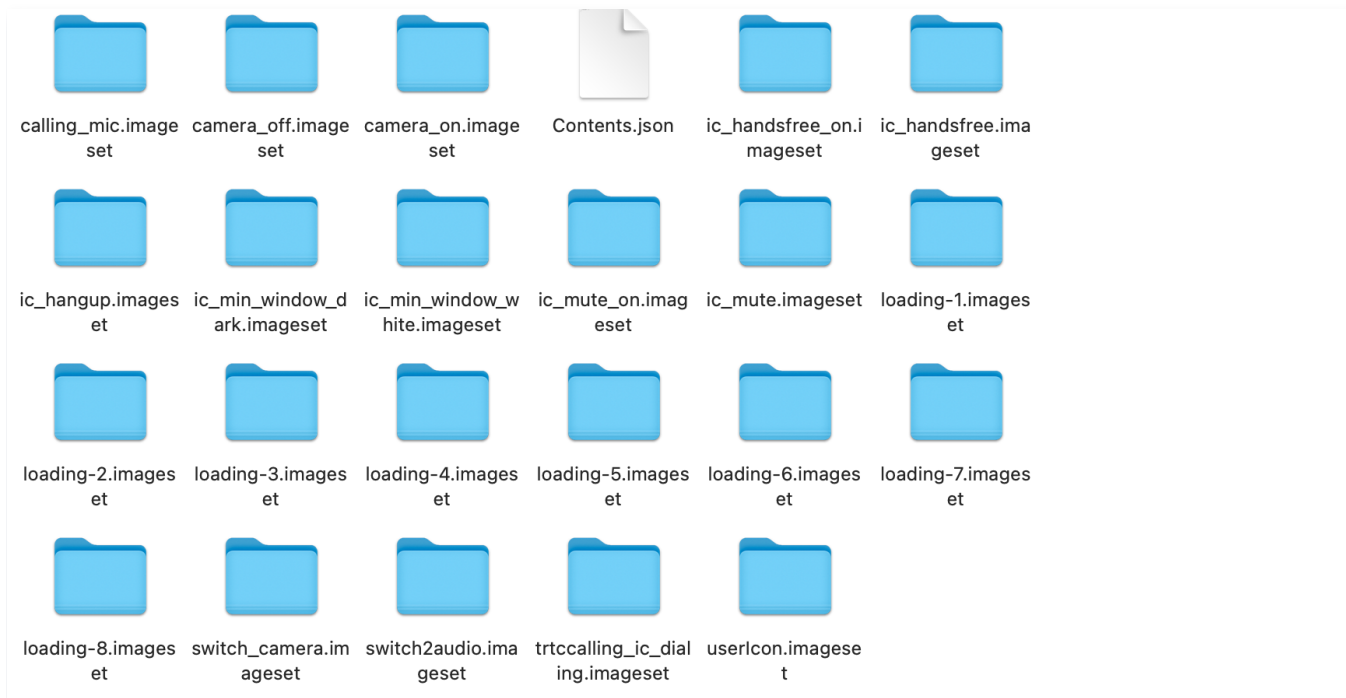 calling_mic.image
set
camera_off.image
set
camera_on.image
set
Contents.json
ic_handsfree_on.i
mageset
ic_handsfree.ima
geset
ic_hangup.images
et
ic_min_window_d
ark.imageset
ic_min_window_w
hite.imageset
ic_mute_on.imag
eset
ic_mute.imageset
loading-1.images
et
loading-2.images
et
loading-3.images
et
loading-4.images
et
loading-5.images
et
loading-6.images
et
loading-7.images
et
loading-8.images
et
switch_camera.im
ageset
switch2audio.ima
geset
trtccalling_ic_dial
ing.imageset
userIcon.imagese
t